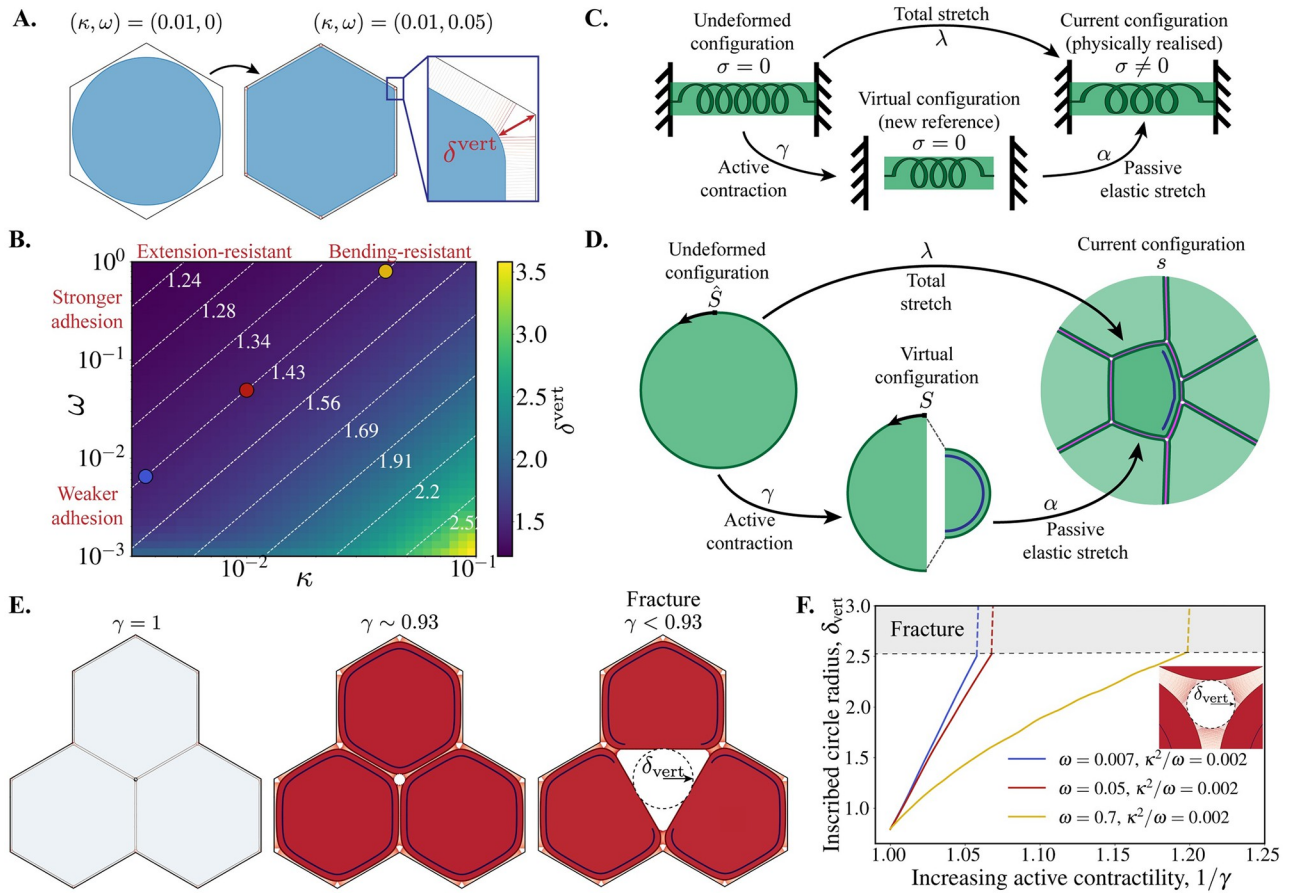 A.
(κ, ω) = (0.01, 0)
(κ, ω) = (0.01, 0.05)
δ^vert
B.
Extension-resistant
Bending-resistant
Stronger
adhesion
Weaker
adhesion
10^0
10^−1
10^−2
10^−3
ω
1.24
1.28
1.34
1.43
1.56
1.69
1.91
2.2
2.5
10^−2
10^−1
κ
3.5
3.0
2.5
2.0
1.5
δ^vert
C.
Undeformed
configuration
σ = 0
Total stretch
λ
Current configuration
(physically realised)
σ ≠ 0
Virtual configuration
(new reference)
σ = 0
γ
Active
contraction
α
Passive
elastic stretch
D.
Undeformed
configuration
Ŝ
λ
Total
stretch
Current configuration
s
Virtual
configuration
S
γ
Active
contraction
α
Passive
elastic stretch
E.
γ = 1
γ ∼ 0.93
Fracture
γ < 0.93
δ_vert
F.
Inscribed circle radius, δ_vert
3.0
2.5
2.0
1.5
1.0
Fracture
δ_vert
ω = 0.007, κ²/ω = 0.002
ω = 0.05, κ²/ω = 0.002
ω = 0.7, κ²/ω = 0.002
1.00
1.05
1.10
1.15
1.20
1.25
Increasing active contractility, 1/γ